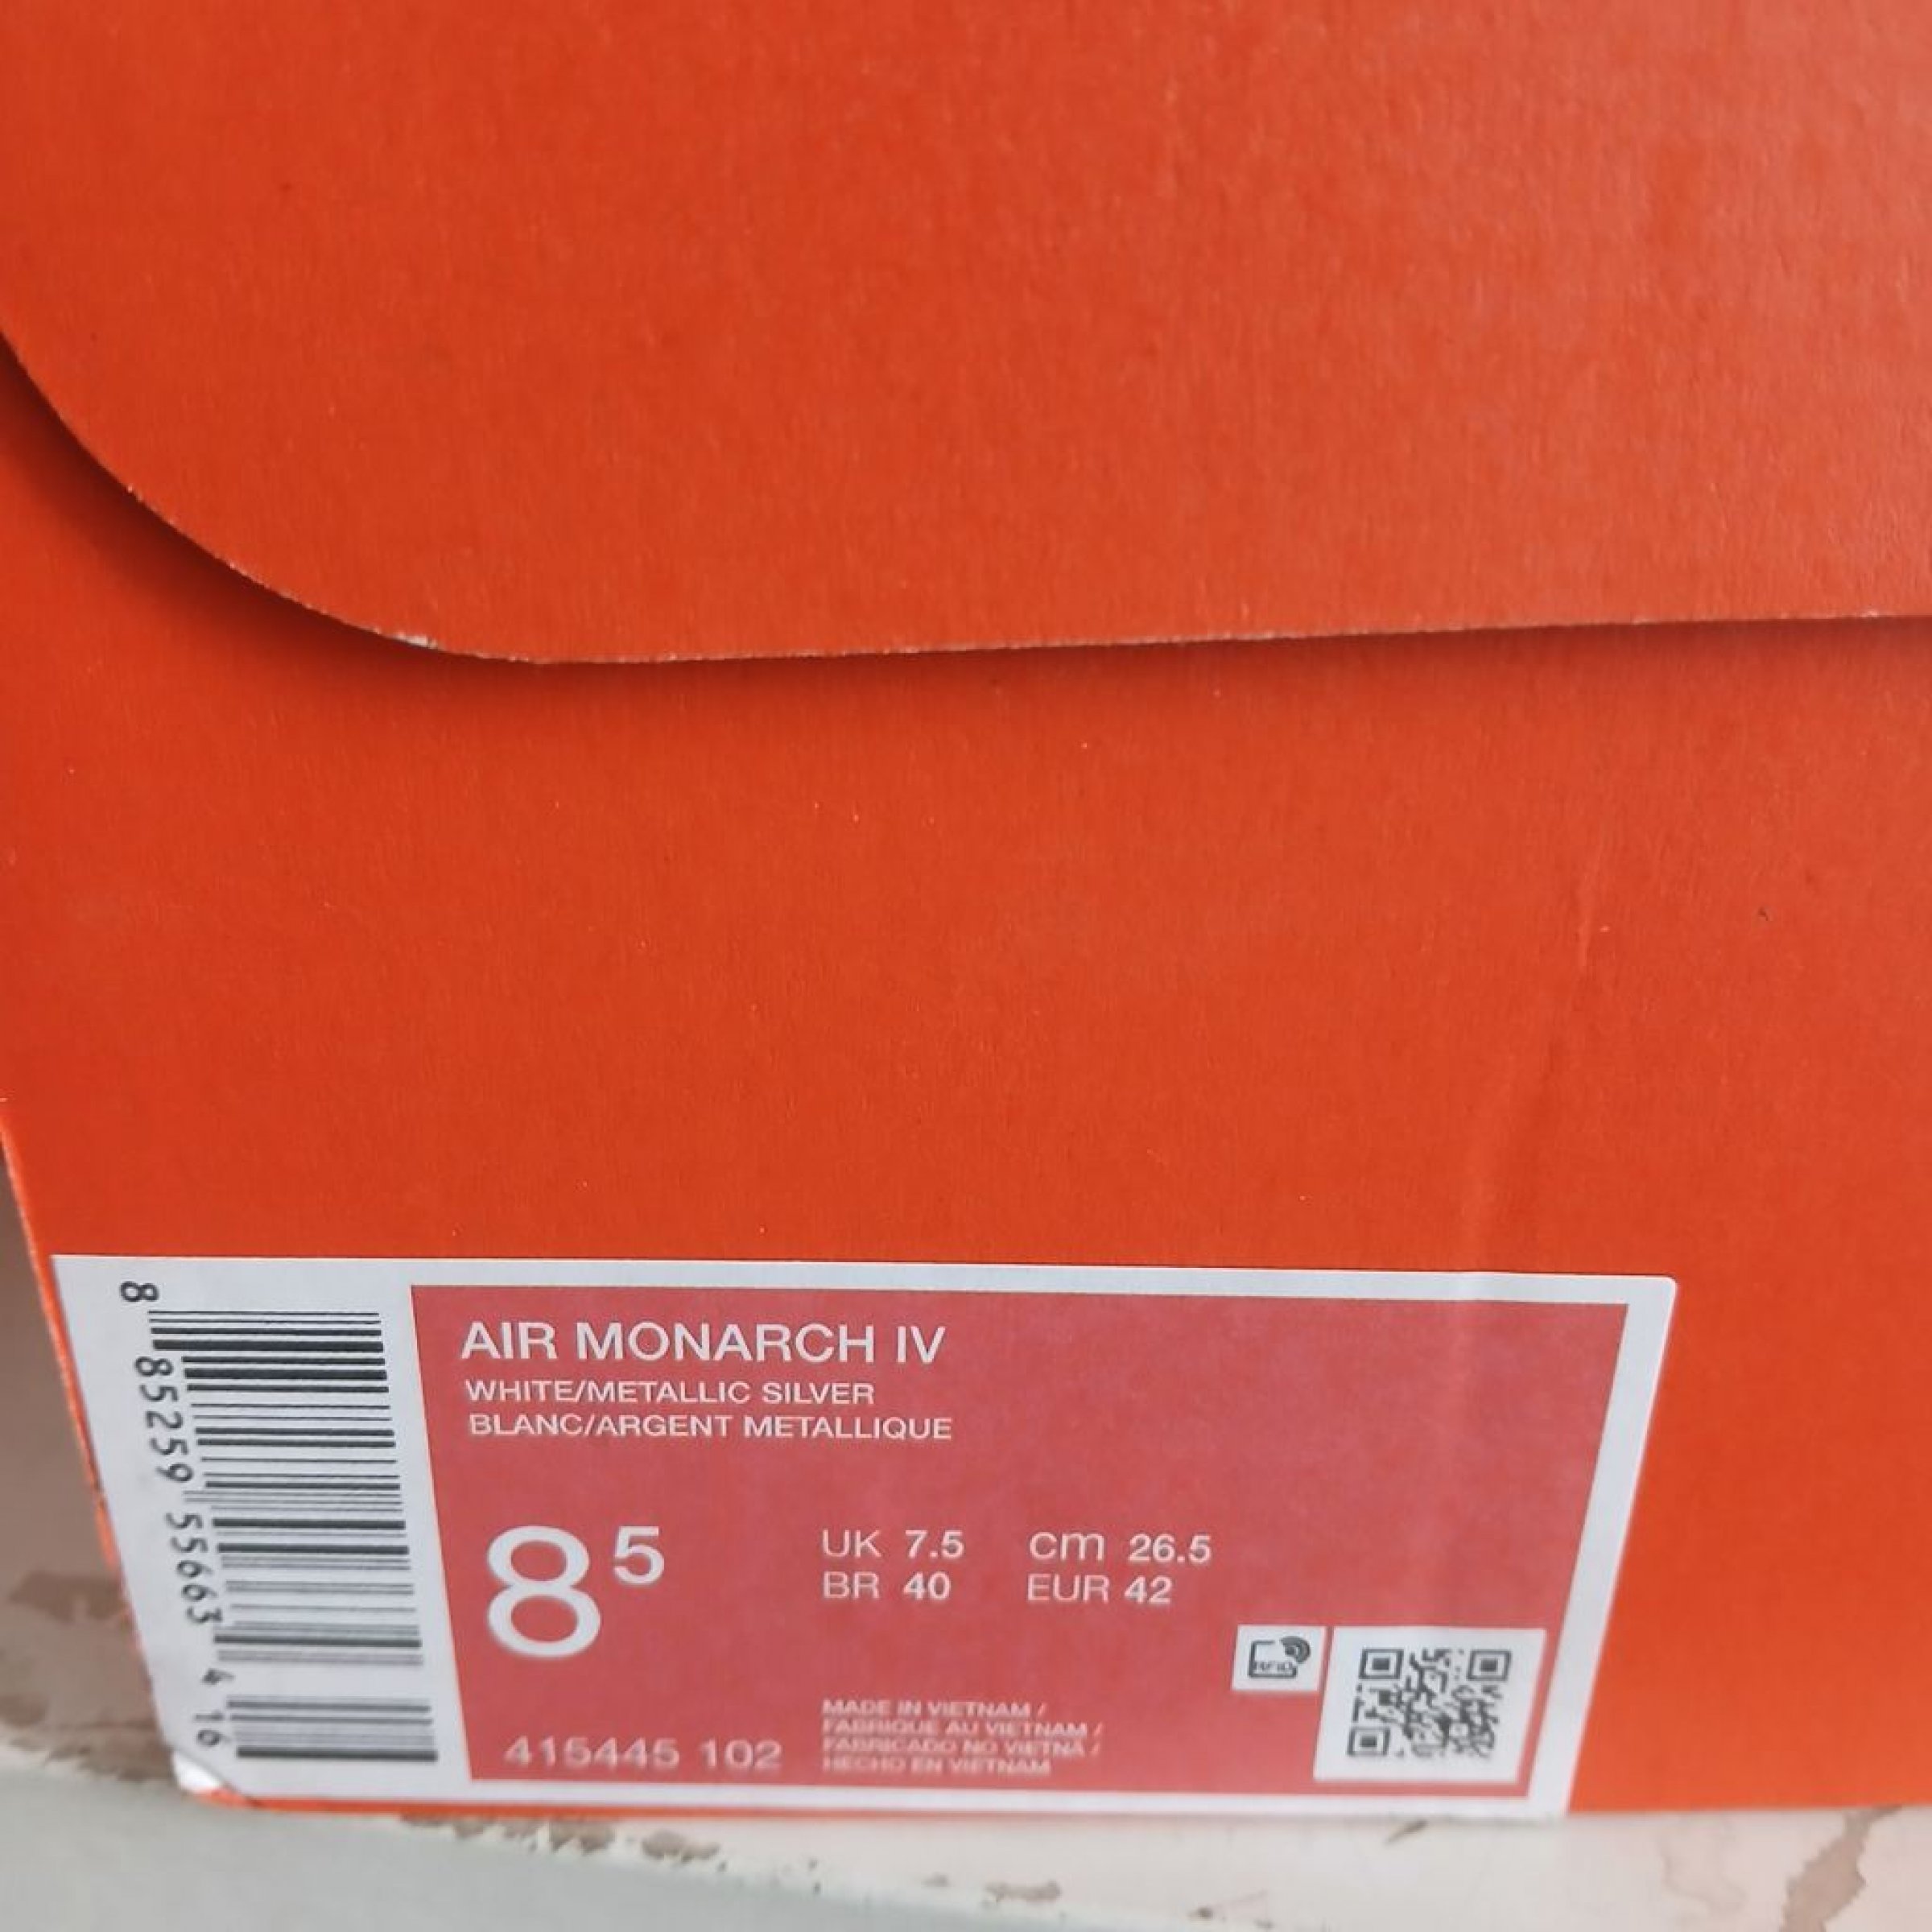 8 85259 55663 4 16
AIR MONARCH IV
WHITE/METALLIC SILVER
BLANC/ARGENT METALLIQUE
8 5
UK 7.5 cm 26.5
BR 40 EUR 42
RFID
415445 102
MADE IN VIETNAM /
FABRIQUE AU VIETNAM /
FABRICADO NO VIETNÃ /
HECHO EN VIETNAM